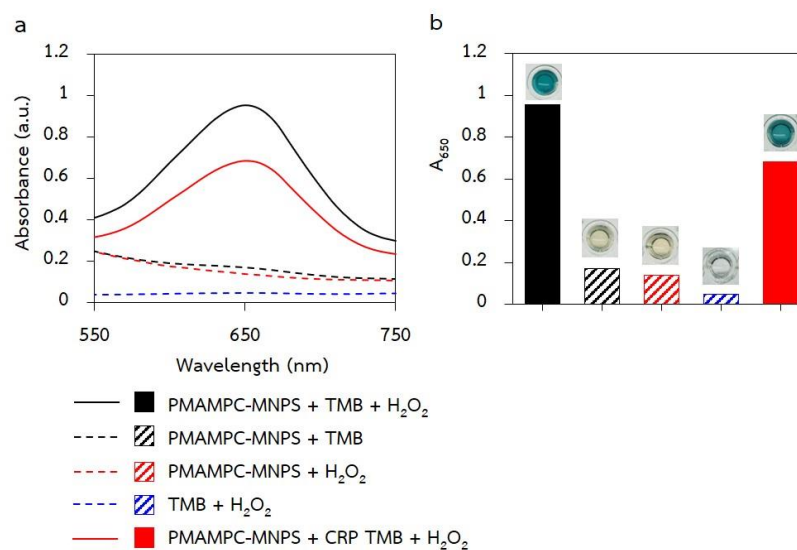 a
b
1.2
1
0.8
0.6
0.4
0.2
0
Absorbance (a.u.)
550
650
750
Wavelength (nm)
1.2
1
0.8
0.6
0.4
0.2
0
A₆₅₀
PMAMPC-MNPS + TMB + H₂O₂
PMAMPC-MNPS + TMB
PMAMPC-MNPS + H₂O₂
TMB + H₂O₂
PMAMPC-MNPS + CRP TMB + H₂O₂